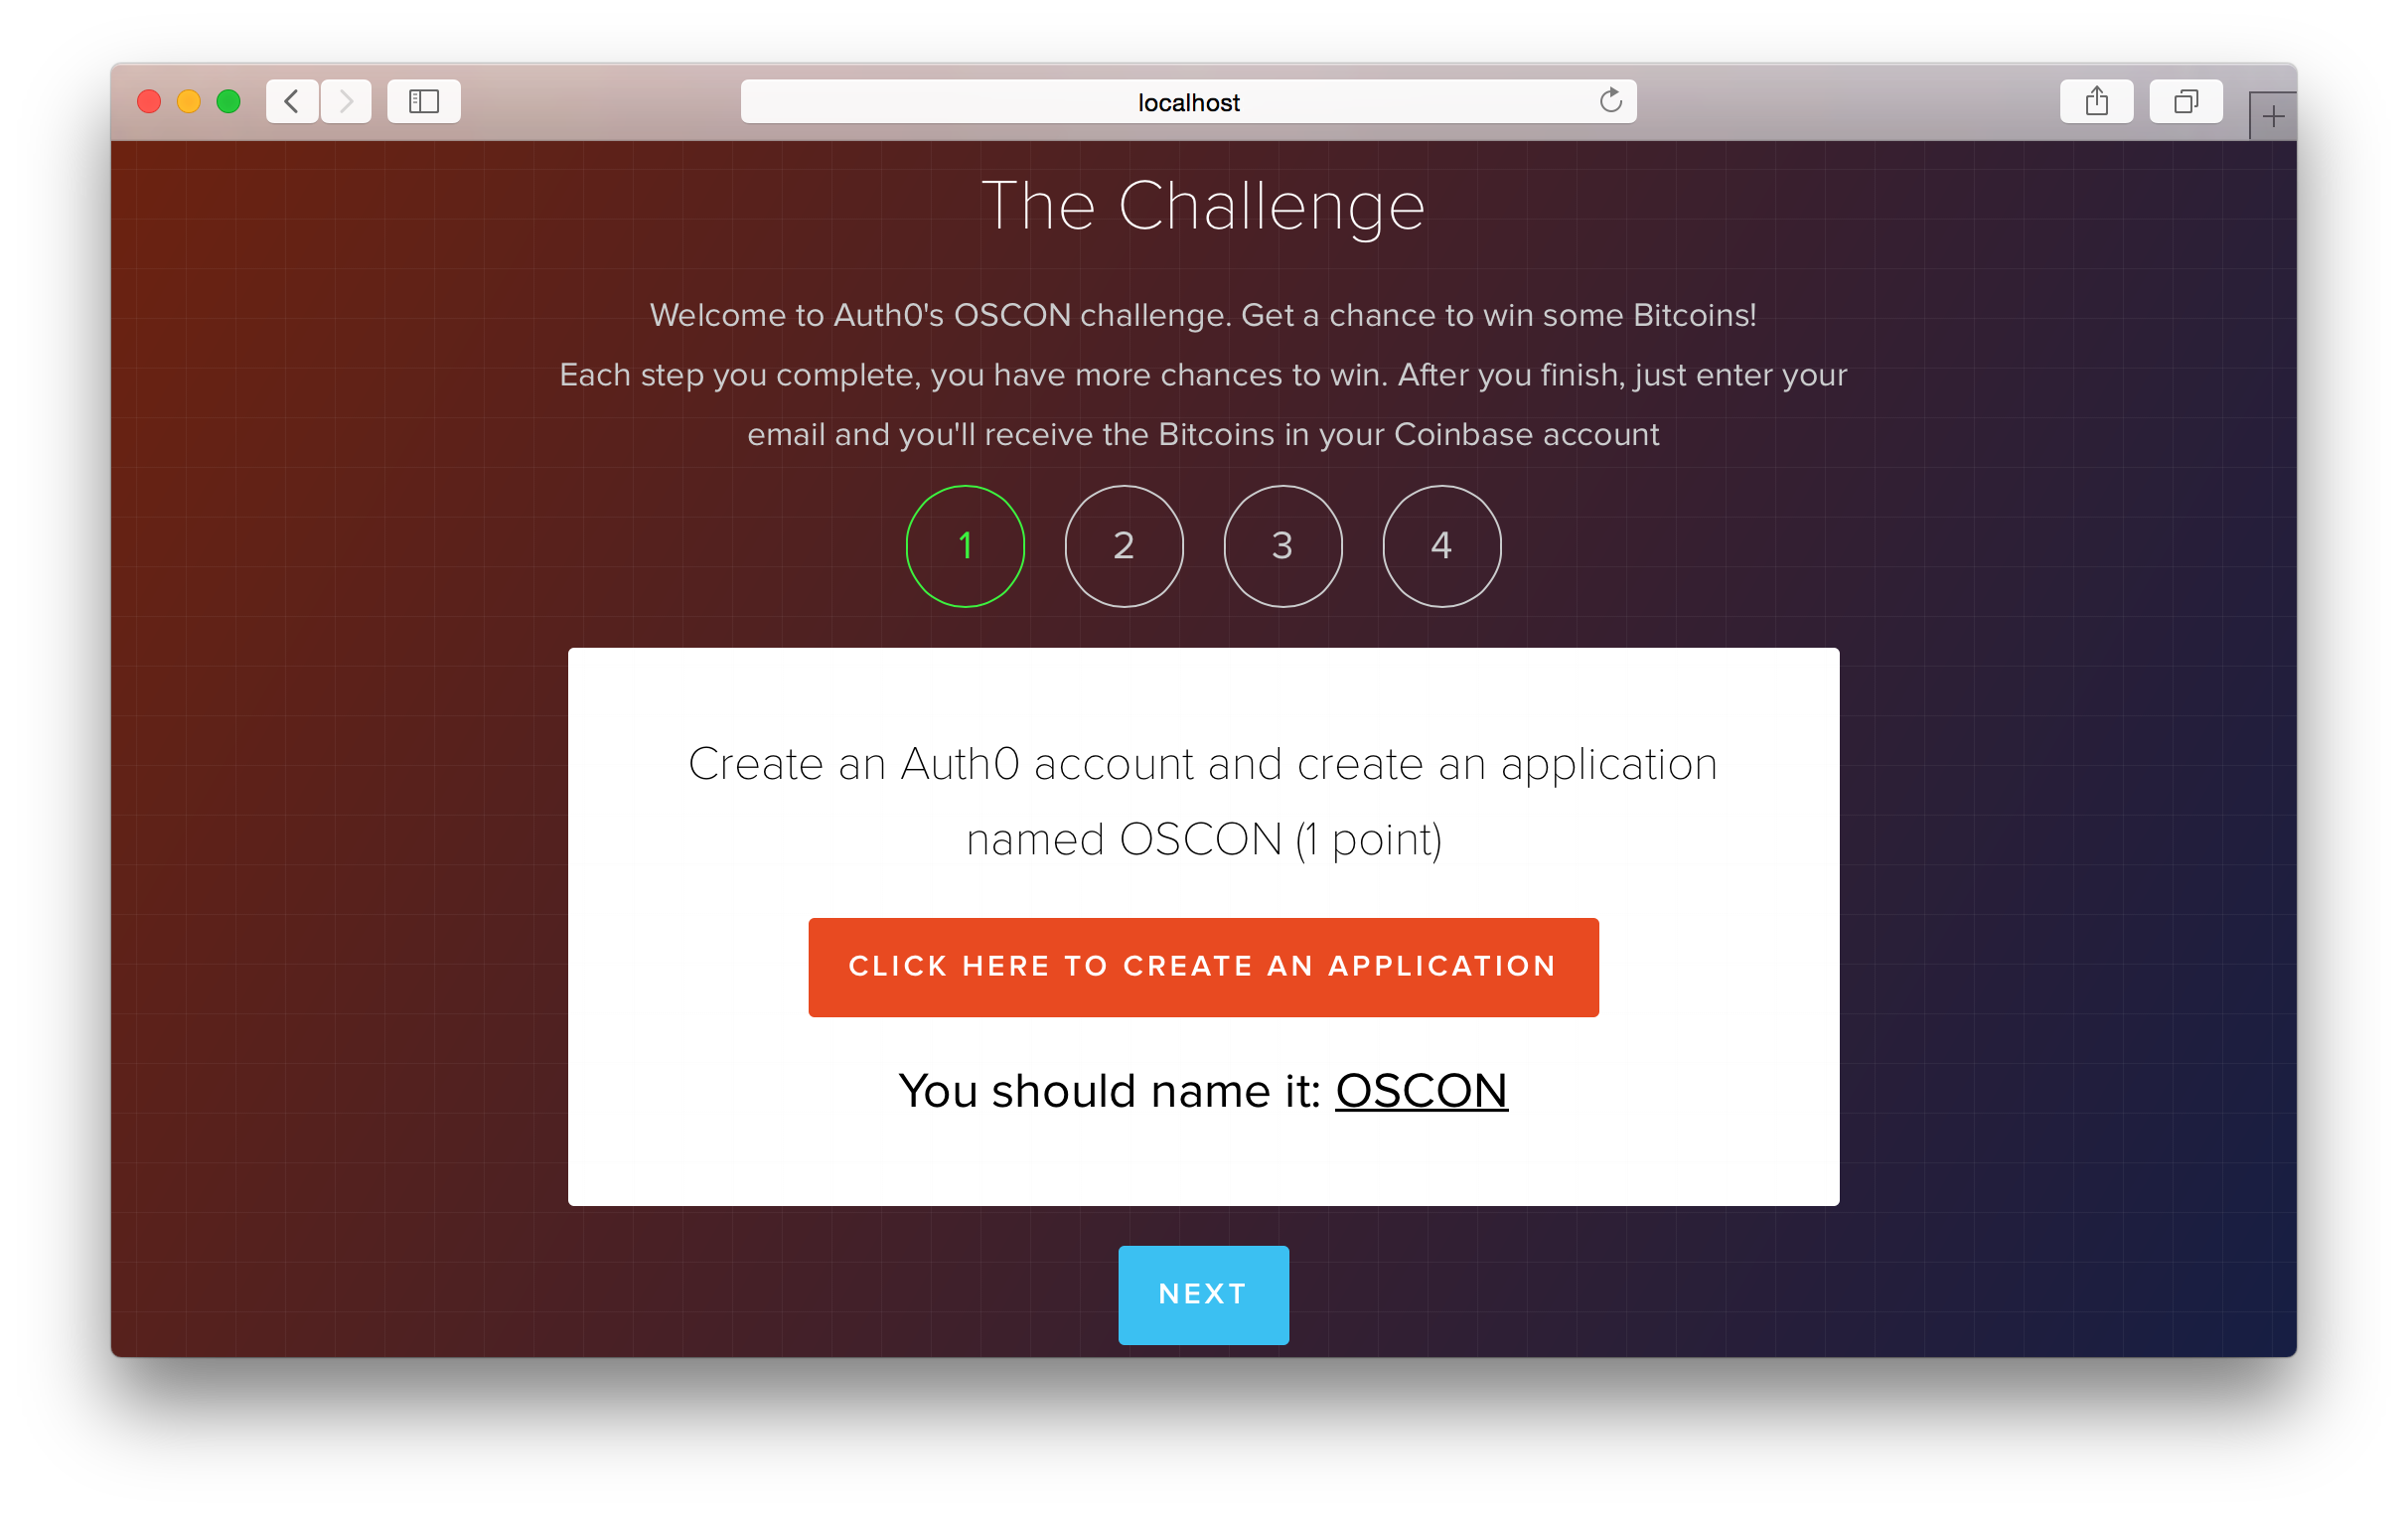 localhost
The Challenge
Welcome to Auth0's OSCON challenge. Get a chance to win some Bitcoins!
Each step you complete, you have more chances to win. After you finish, just enter your
email and you'll receive the Bitcoins in your Coinbase account
1 2 3 4
Create an Auth0 account and create an application
named OSCON (1 point)
CLICK HERE TO CREATE AN APPLICATION
You should name it: OSCON
NEXT